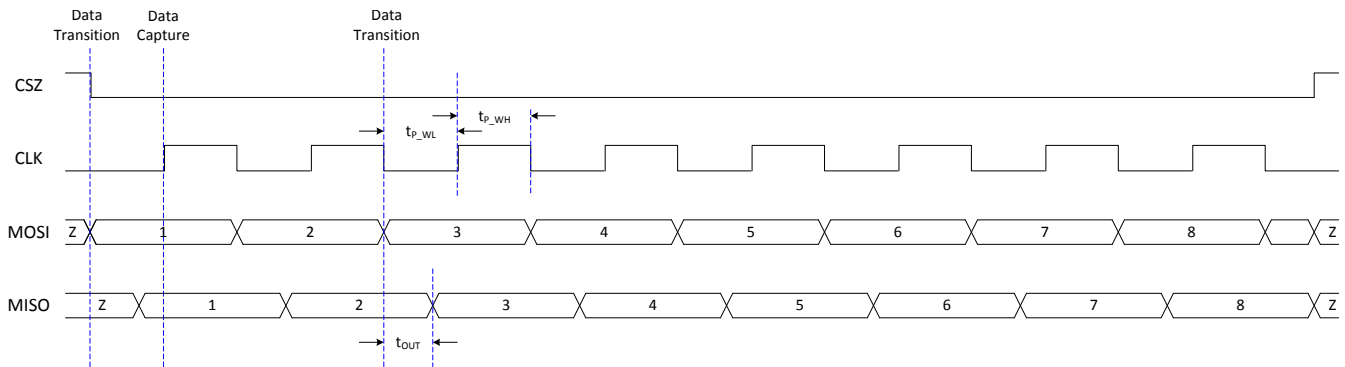 Data Transition
Data Capture
Data Transition
CSZ
t_P_WH
t_P_WL
CLK
MOSI Z 1 2 3 4 5 6 7 8 Z
MISO Z 1 2 3 4 5 6 7 8 Z
t_OUT